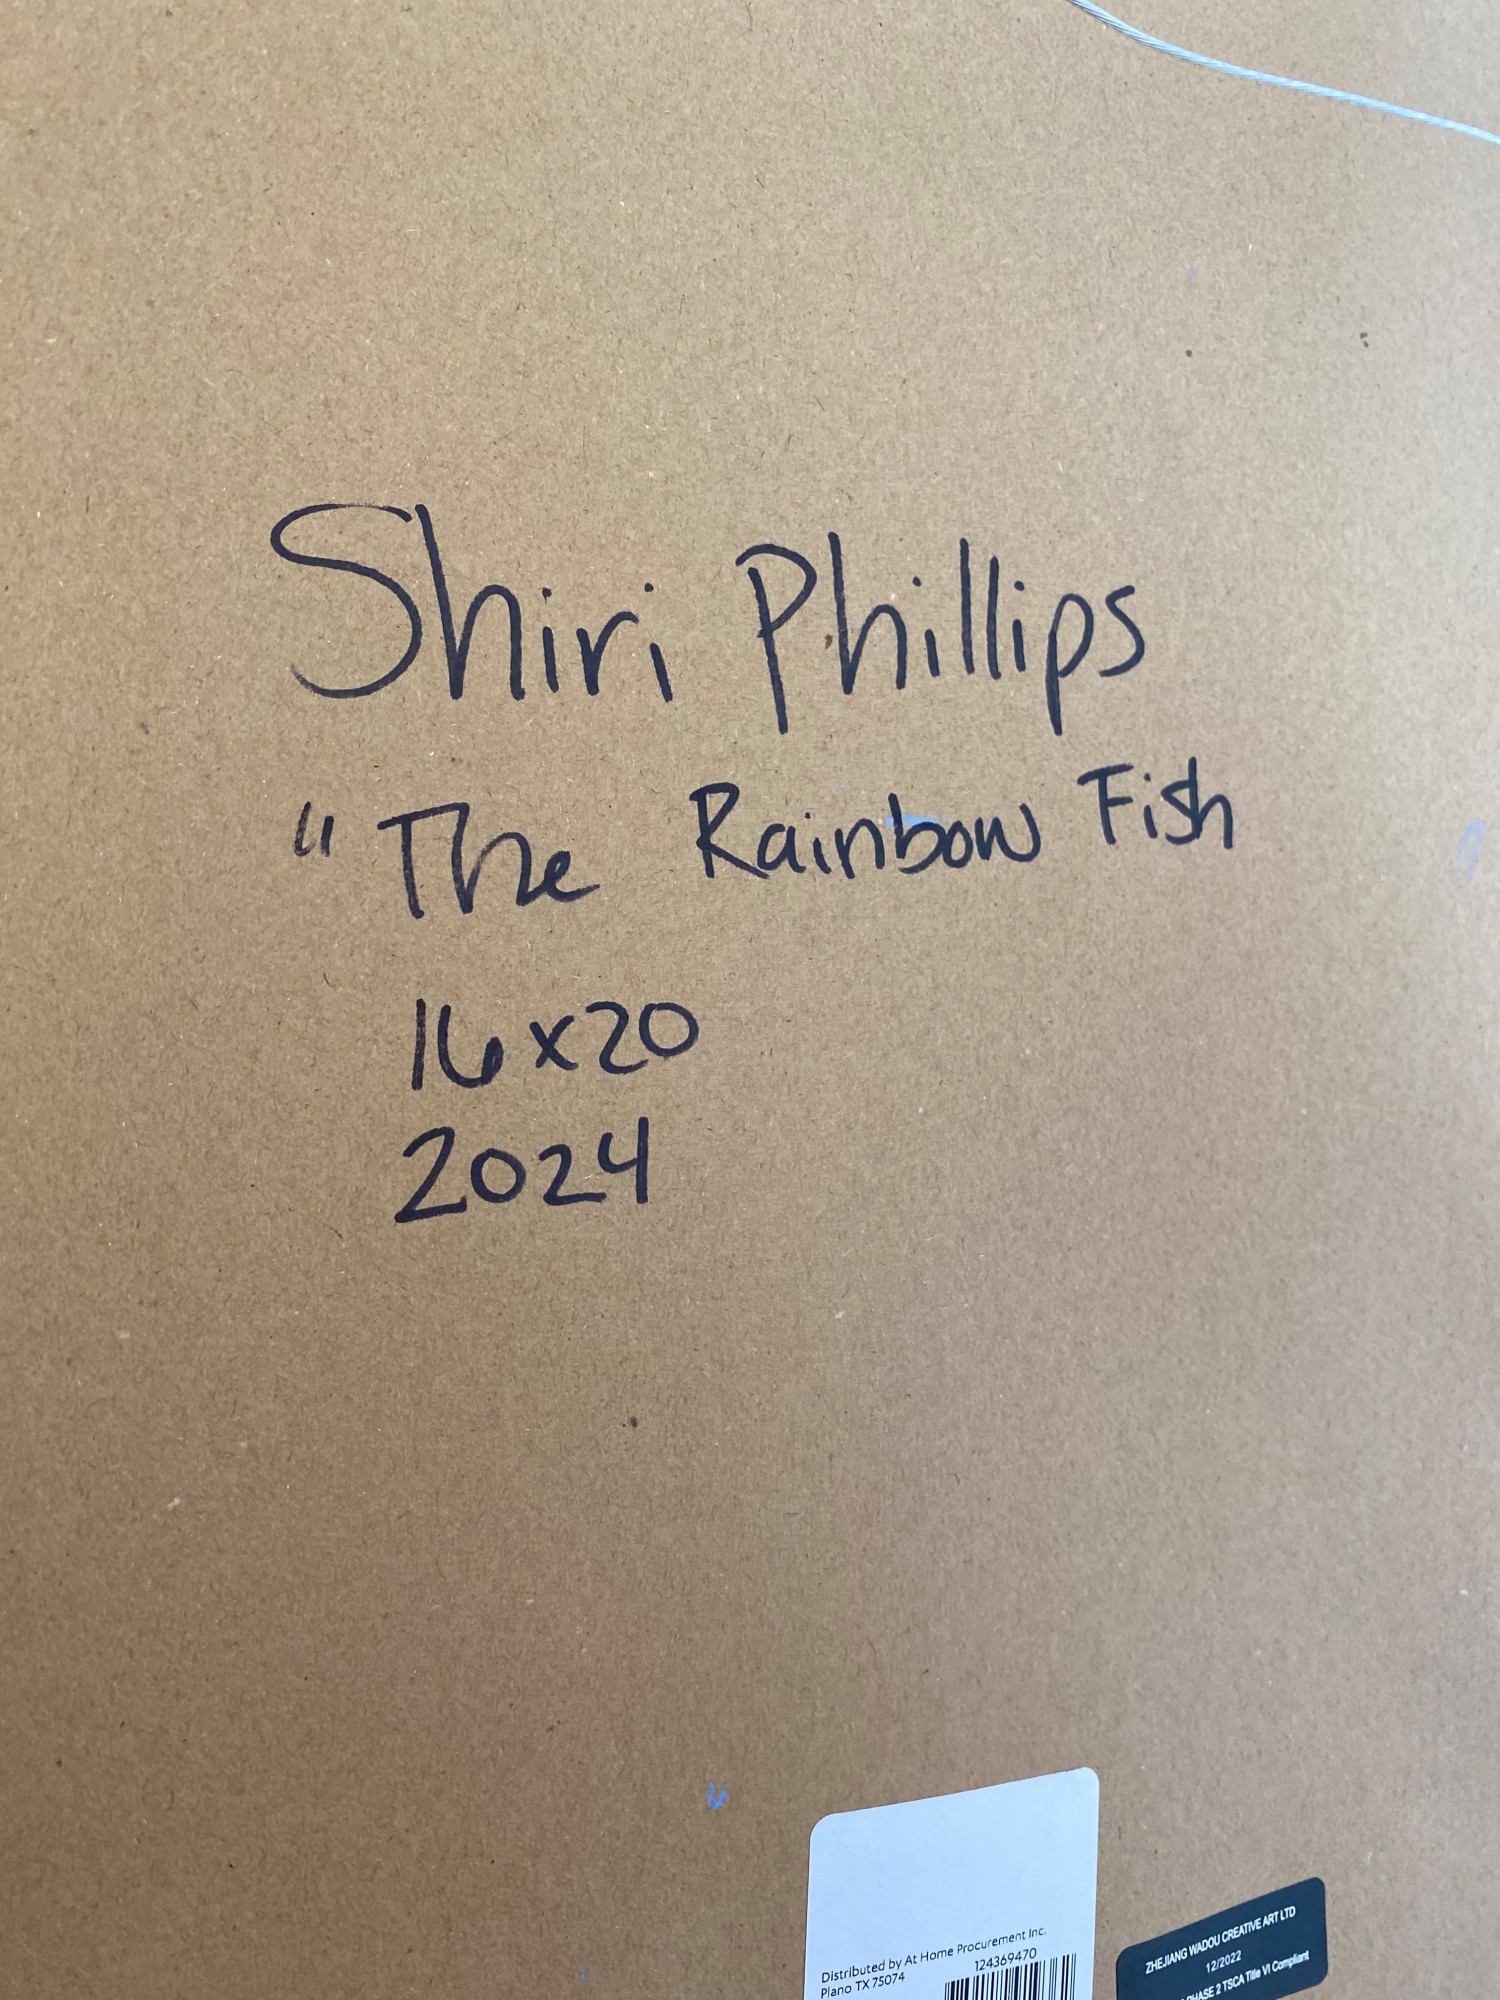 Shiri Phillips
"The Rainbow Fish
16x20
2024
Distributed by At Home Procurement Inc.
Plano TX 75074
124369470
ZHEJIANG WADOU CREATIVE ART LTD
12/2022
PHASE 2 TSCA Title VI Compliant